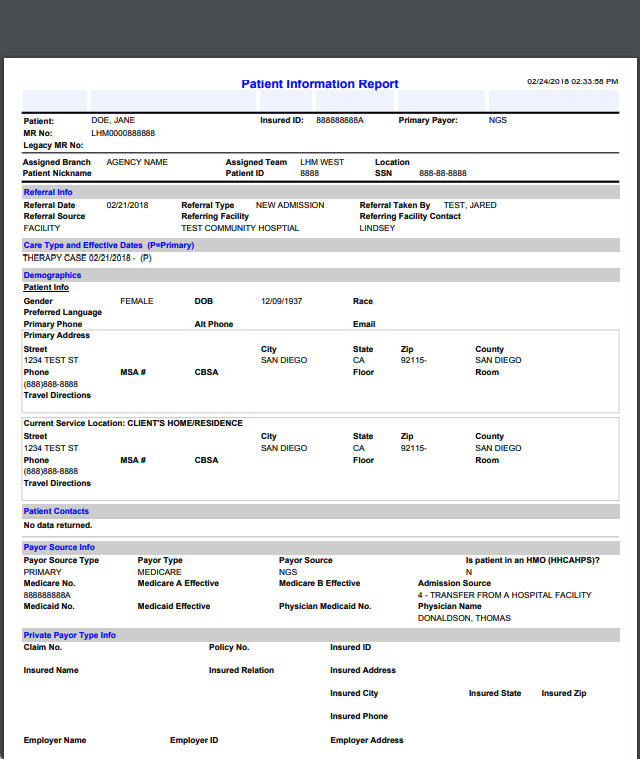 Patient Information Report 02/24/2018 02:33:58 PM
Patient: DOE, JANE Insured ID: 888888888A Primary Payor: NGS
MR No: LHM0000888888
Legacy MR No:
Assigned Branch AGENCY NAME Assigned Team LHM WEST Location
Patient Nickname Patient ID 8888 SSN 888-88-8888
Referral Info
Referral Date 02/21/2018 Referral Type NEW ADMISSION Referral Taken By TEST, JARED
Referral Source Referring Facility Referring Facility Contact
FACILITY TEST COMMUNITY HOSPTIAL LINDSEY
Care Type and Effective Dates (P=Primary)
THERAPY CASE 02/21/2018 - (P)
Demographics
Patient Info
Gender FEMALE DOB 12/09/1937 Race
Preferred Language
Primary Phone Alt Phone Email
Primary Address
Street City State Zip County
1234 TEST ST SAN DIEGO CA 92115- SAN DIEGO
Phone MSA # CBSA Floor Room
(888)888-8888
Travel Directions
Current Service Location: CLIENT'S HOME/RESIDENCE
Street City State Zip County
1234 TEST ST SAN DIEGO CA 92115- SAN DIEGO
Phone MSA # CBSA Floor Room
(888)888-8888
Travel Directions
Patient Contacts
No data returned.
Payor Source Info
Payor Source Type Payor Type Payor Source Is patient in an HMO (HHCAHPS)?
PRIMARY MEDICARE NGS N
Medicare No. Medicare A Effective Medicare B Effective Admission Source
888888888A 4 - TRANSFER FROM A HOSPITAL FACILITY
Medicaid No. Medicaid Effective Physician Medicaid No. Physician Name
DONALDSON, THOMAS
Private Payor Type Info
Claim No. Policy No. Insured ID
Insured Name Insured Relation Insured Address
Insured City Insured State Insured Zip
Insured Phone
Employer Name Employer ID Employer Address